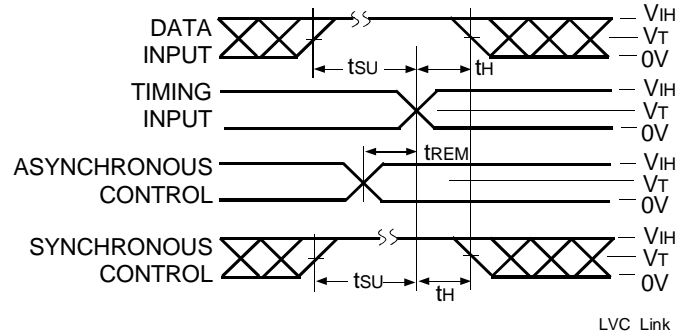 DATA
INPUT
tSU
tH
VIH
VT
0V
TIMING
INPUT
VIH
VT
0V
tREM
ASYNCHRONOUS
CONTROL
VIH
VT
0V
SYNCHRONOUS
CONTROL
tSU
tH
VIH
VT
0V
LVC Link